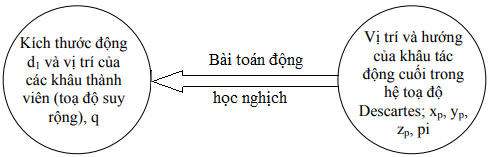 Kích thước động
d₁ và vị trí của
các khâu thành
viên (toạ độ suy
rộng), q
Bài toán động
học nghịch
Vị trí và hướng
của khâu tác
động cuối trong
hệ toạ độ
Descartes; xₚ, yₚ,
zₚ, pi